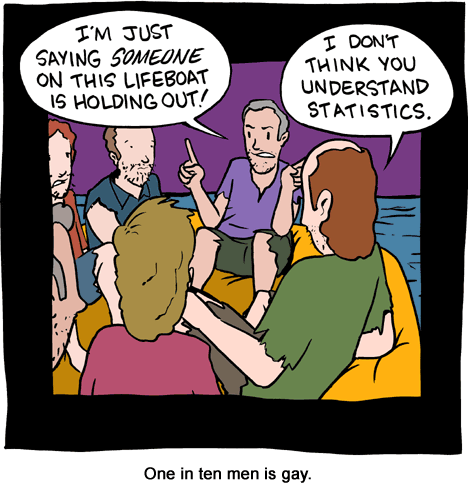 I'M JUST
SAYING SOMEONE
ON THIS LIFEBOAT
IS HOLDING OUT!
I DON'T
THINK YOU
UNDERSTAND
STATISTICS.
One in ten men is gay.